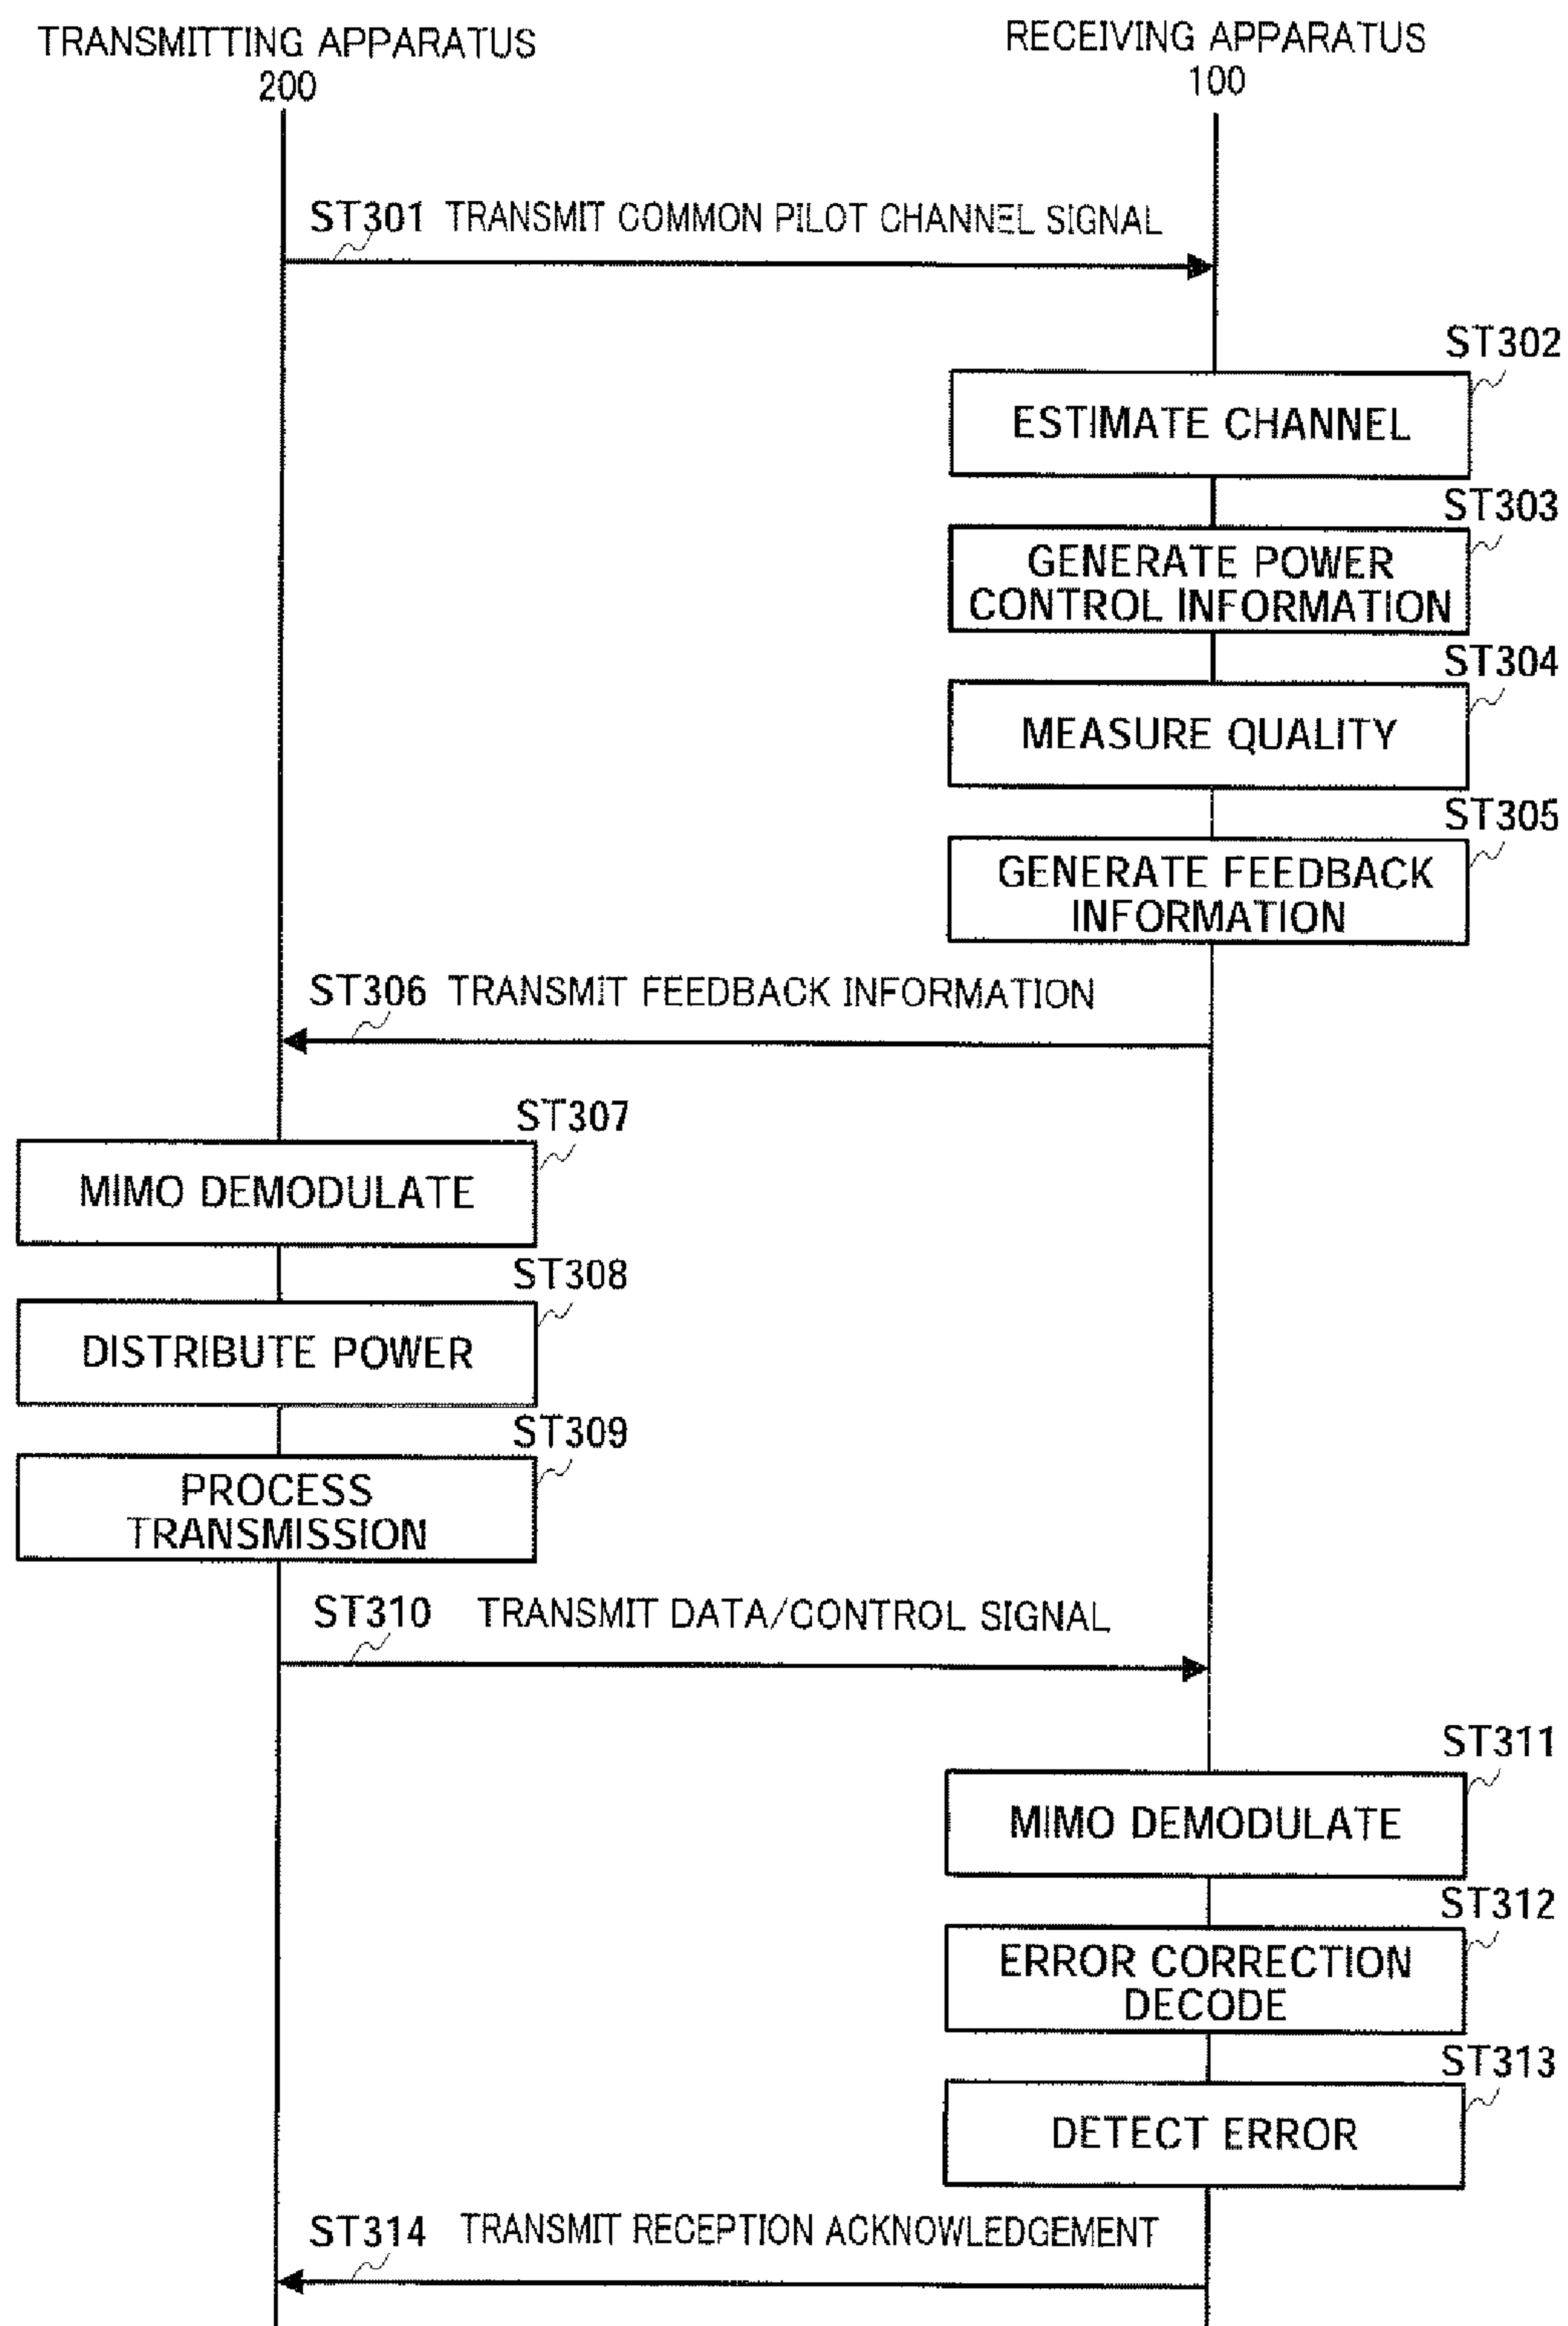 TRANSMITTING APPARATUS
200
RECEIVING APPARATUS
100
ST301 TRANSMIT COMMON PILOT CHANNEL SIGNAL
ST302
ESTIMATE CHANNEL
ST303
GENERATE POWER
CONTROL INFORMATION
ST304
MEASURE QUALITY
ST305
GENERATE FEEDBACK
INFORMATION
ST306 TRANSMIT FEEDBACK INFORMATION
ST307
MIMO DEMODULATE
ST308
DISTRIBUTE POWER
ST309
PROCESS
TRANSMISSION
ST310 TRANSMIT DATA/CONTROL SIGNAL
ST311
MIMO DEMODULATE
ST312
ERROR CORRECTION
DECODE
ST313
DETECT ERROR
ST314 TRANSMIT RECEPTION ACKNOWLEDGEMENT